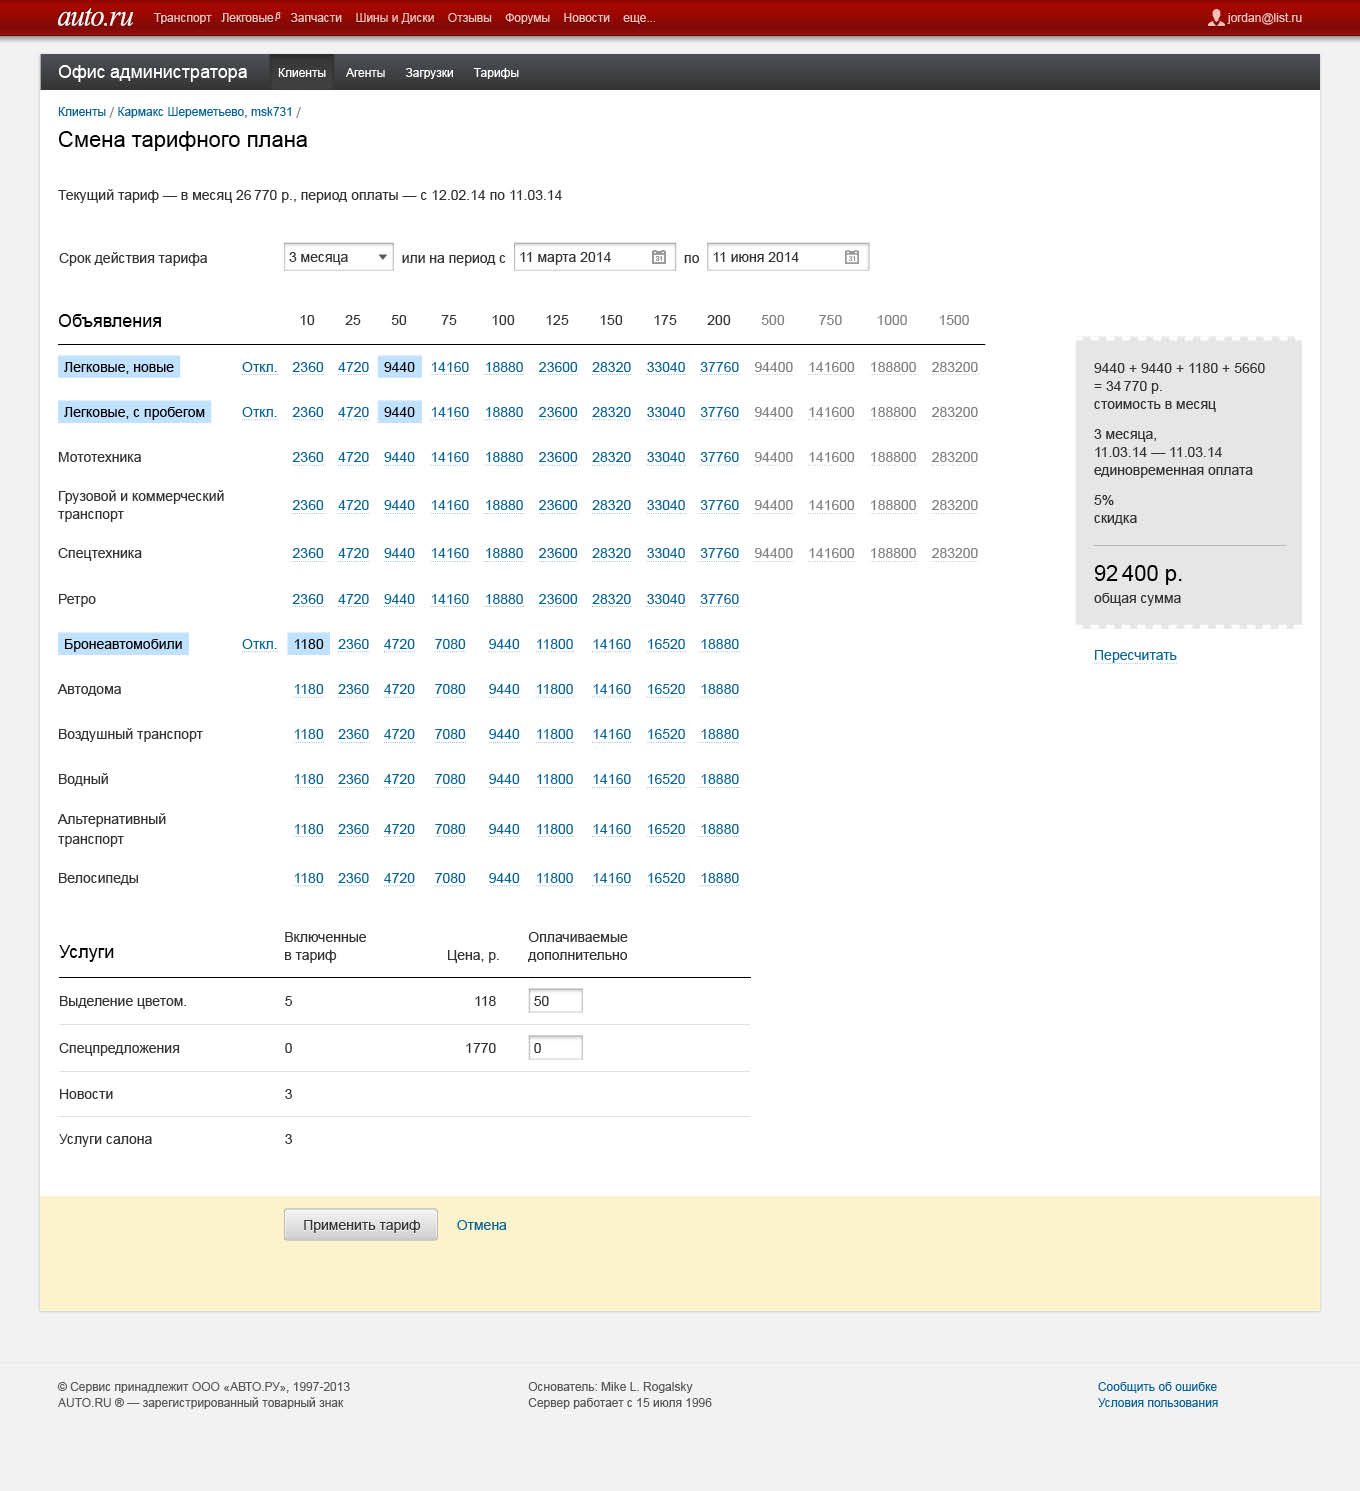 auto.ru Транспорт Легковыеβ Запчасти Шины и Диски Отзывы Форумы Новости еще... jordan@list.ru
Офис администратора Клиенты Агенты Загрузки Тарифы
Клиенты / Кармакс Шереметьево, msk731 /
Смена тарифного плана
Текущий тариф — в месяц 26 770 р., период оплаты — с 12.02.14 по 11.03.14
Срок действия тарифа 3 месяца или на период с 11 марта 2014 31 по 11 июня 2014 31
Объявления 10 25 50 75 100 125 150 175 200 500 750 1000 1500
Легковые, новые Откл. 2360 4720 9440 14160 18880 23600 28320 33040 37760 94400 141600 188800 283200
Легковые, с пробегом Откл. 2360 4720 9440 14160 18880 23600 28320 33040 37760 94400 141600 188800 283200
Мототехника 2360 4720 9440 14160 18880 23600 28320 33040 37760 94400 141600 188800 283200
Грузовой и коммерческий
транспорт 2360 4720 9440 14160 18880 23600 28320 33040 37760 94400 141600 188800 283200
Спецтехника 2360 4720 9440 14160 18880 23600 28320 33040 37760 94400 141600 188800 283200
Ретро 2360 4720 9440 14160 18880 23600 28320 33040 37760
Бронеавтомобили Откл. 1180 2360 4720 7080 9440 11800 14160 16520 18880
Автодома 1180 2360 4720 7080 9440 11800 14160 16520 18880
Воздушный транспорт 1180 2360 4720 7080 9440 11800 14160 16520 18880
Водный 1180 2360 4720 7080 9440 11800 14160 16520 18880
Альтернативный
транспорт 1180 2360 4720 7080 9440 11800 14160 16520 18880
Велосипеды 1180 2360 4720 7080 9440 11800 14160 16520 18880
9440 + 9440 + 1180 + 5660
= 34 770 р.
стоимость в месяц
3 месяца,
11.03.14 — 11.03.14
единовременная оплата
5%
скидка
92 400 р.
общая сумма
Пересчитать
Услуги Включенные
в тариф Цена, р. Оплачиваемые
дополнительно
Выделение цветом. 5 118 50
Спецпредложения 0 1770 0
Новости 3
Услуги салона 3
Применить тариф Отмена
© Сервис принадлежит ООО «АВТО.РУ», 1997-2013
AUTO.RU ® — зарегистрированный товарный знак
Основатель: Mike L. Rogalsky
Сервер работает с 15 июля 1996
Сообщить об ошибке
Условия пользования